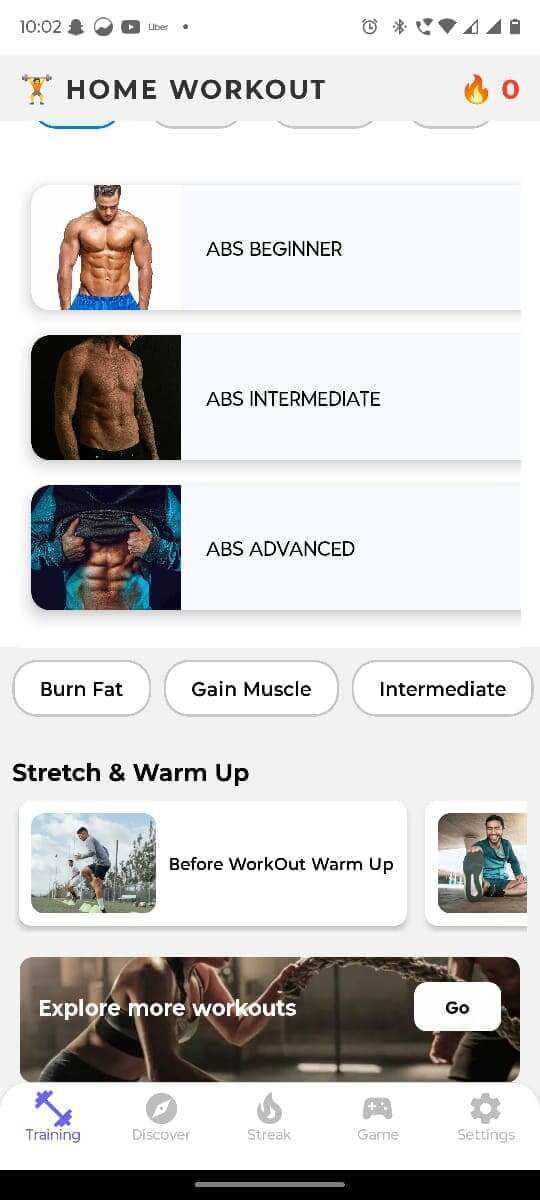 10:02 Uber
HOME WORKOUT 0
ABS BEGINNER
ABS INTERMEDIATE
ABS ADVANCED
Burn Fat Gain Muscle Intermediate
Stretch & Warm Up
Before WorkOut Warm Up
Explore more workouts Go
Training Discover Streak Game Settings